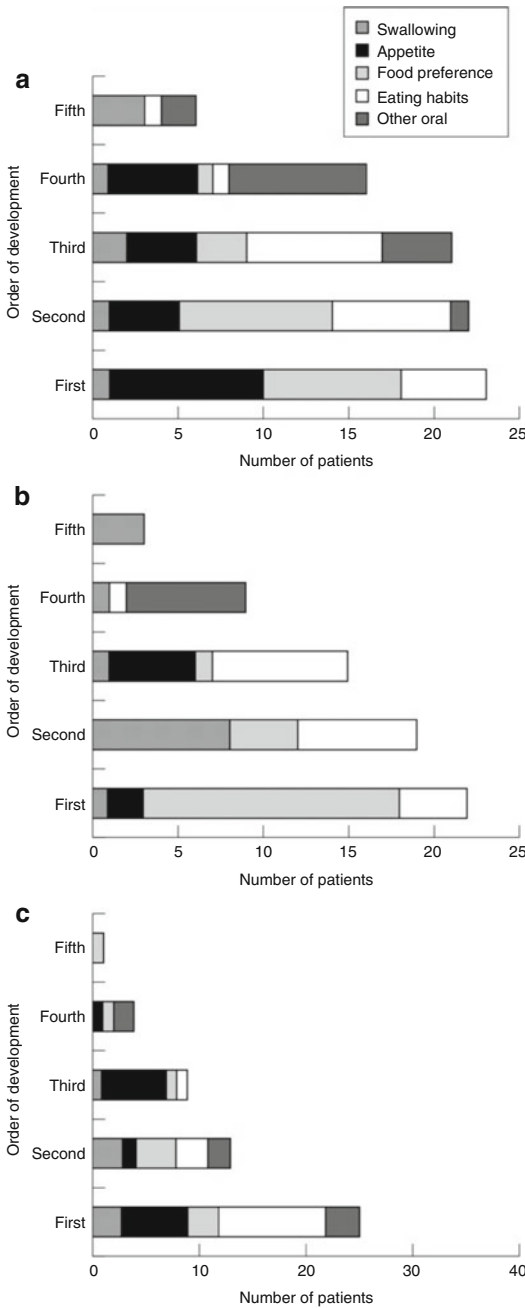 Swallowing
Appetite
Food preference
Eating habits
Other oral
a
Order of development
Fifth
Fourth
Third
Second
First
0 5 10 15 20 25
Number of patients
b
Order of development
Fifth
Fourth
Third
Second
First
0 5 10 15 20 25
Number of patients
c
Order of development
Fifth
Fourth
Third
Second
First
0 10 20 30 40
Number of patients